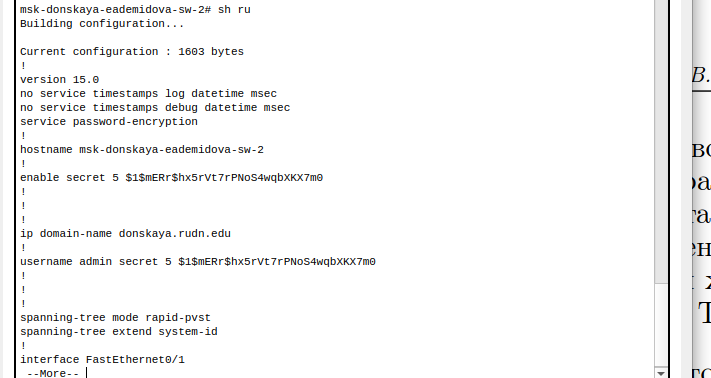 msk-donskaya-eademidova-sw-2# sh ru
Building configuration...
Current configuration : 1603 bytes
!
version 15.0
no service timestamps log datetime msec
no service timestamps debug datetime msec
service password-encryption
!
hostname msk-donskaya-eademidova-sw-2
!
enable secret 5 $1$mERr$hx5rVt7rPNoS4wqbXKX7m0
!
!
!
ip domain-name donskaya.rudn.edu
!
username admin secret 5 $1$mERr$hx5rVt7rPNoS4wqbXKX7m0
!
!
!
spanning-tree mode rapid-pvst
spanning-tree extend system-id
!
interface FastEthernet0/1
--More--